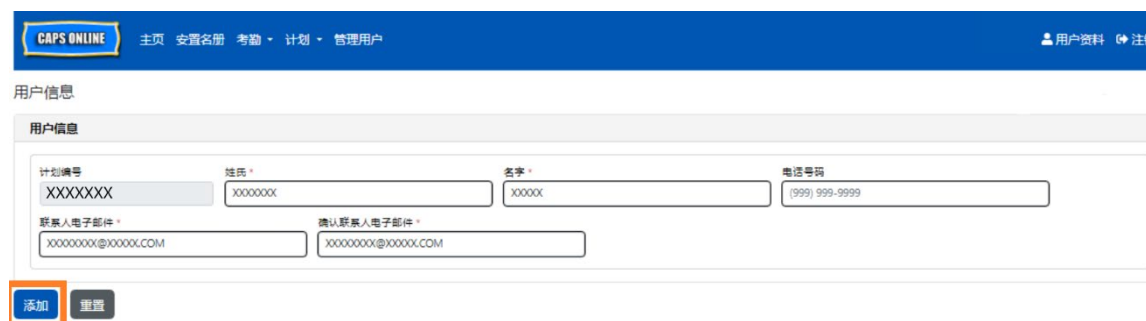 CAPS ONLINE 主页 安置名册 考勤 计划 管理用户 用户资料
用户信息
用户信息
计划编号 姓氏 * 名字 * 电话号码
XXXXXXX XXXXXXX XXXXX (999) 999-9999
联系人电子邮件 * 确认联系人电子邮件 *
XXXXXXXX@XXXXX.COM XXXXXXXX@XXXXX.COM
添加 重置